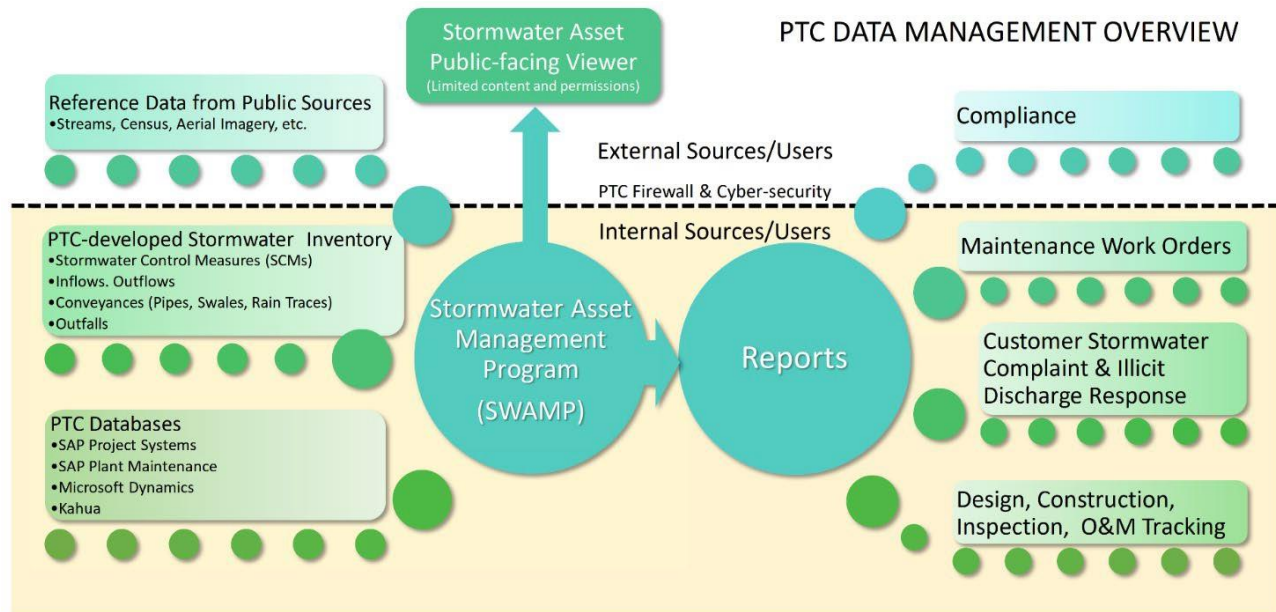 PTC DATA MANAGEMENT OVERVIEW
Stormwater Asset
Public-facing Viewer
(Limited content and permissions)
Reference Data from Public Sources
•Streams, Census, Aerial Imagery, etc.
External Sources/Users
PTC Firewall & Cyber-security
Internal Sources/Users
PTC-developed Stormwater Inventory
•Stormwater Control Measures (SCMs)
•Inflows. Outflows
•Conveyances (Pipes, Swales, Rain Traces)
•Outfalls
PTC Databases
•SAP Project Systems
•SAP Plant Maintenance
•Microsoft Dynamics
•Kahua
Stormwater Asset
Management
Program
(SWAMP)
Reports
Compliance
Maintenance Work Orders
Customer Stormwater
Complaint & Illicit
Discharge Response
Design, Construction,
Inspection, O&M Tracking